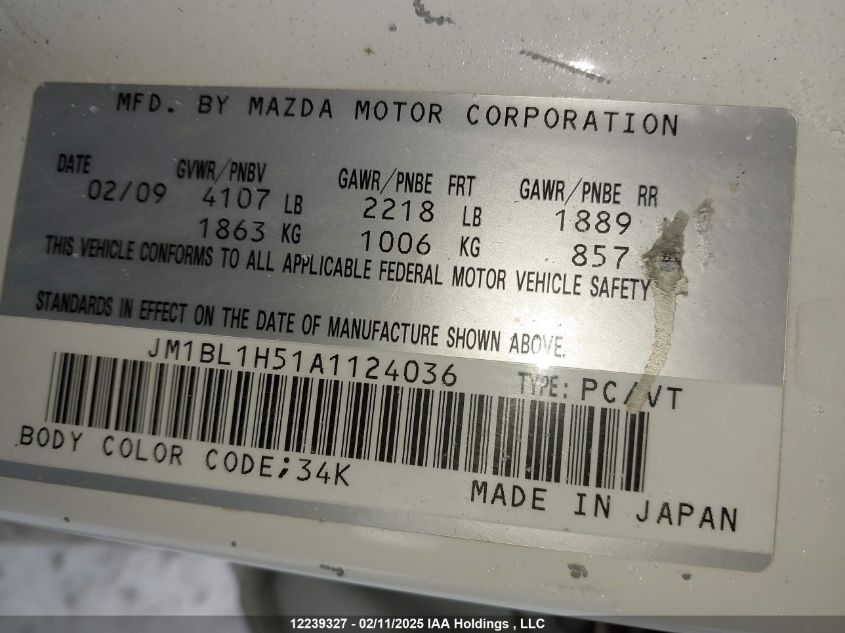 MFD. BY MAZDA MOTOR CORPORATION
DATE GVWR/PNBV GAWR/PNBE FRT GAWR/PNBE RR
02/09 4107 LB 2218 LB 1889
1863 KG 1006 KG 857
THIS VEHICLE CONFORMS TO ALL APPLICABLE FEDERAL MOTOR VEHICLE SAFETY
STANDARDS IN EFFECT ON THE DATE OF MANUFACTURE SHOWN ABOVE.
JM1BL1H51A1124036 TYPE: PC/VT
BODY COLOR CODE;34K
MADE IN JAPAN
12239327 - 02/11/2025 IAA Holdings , LLC